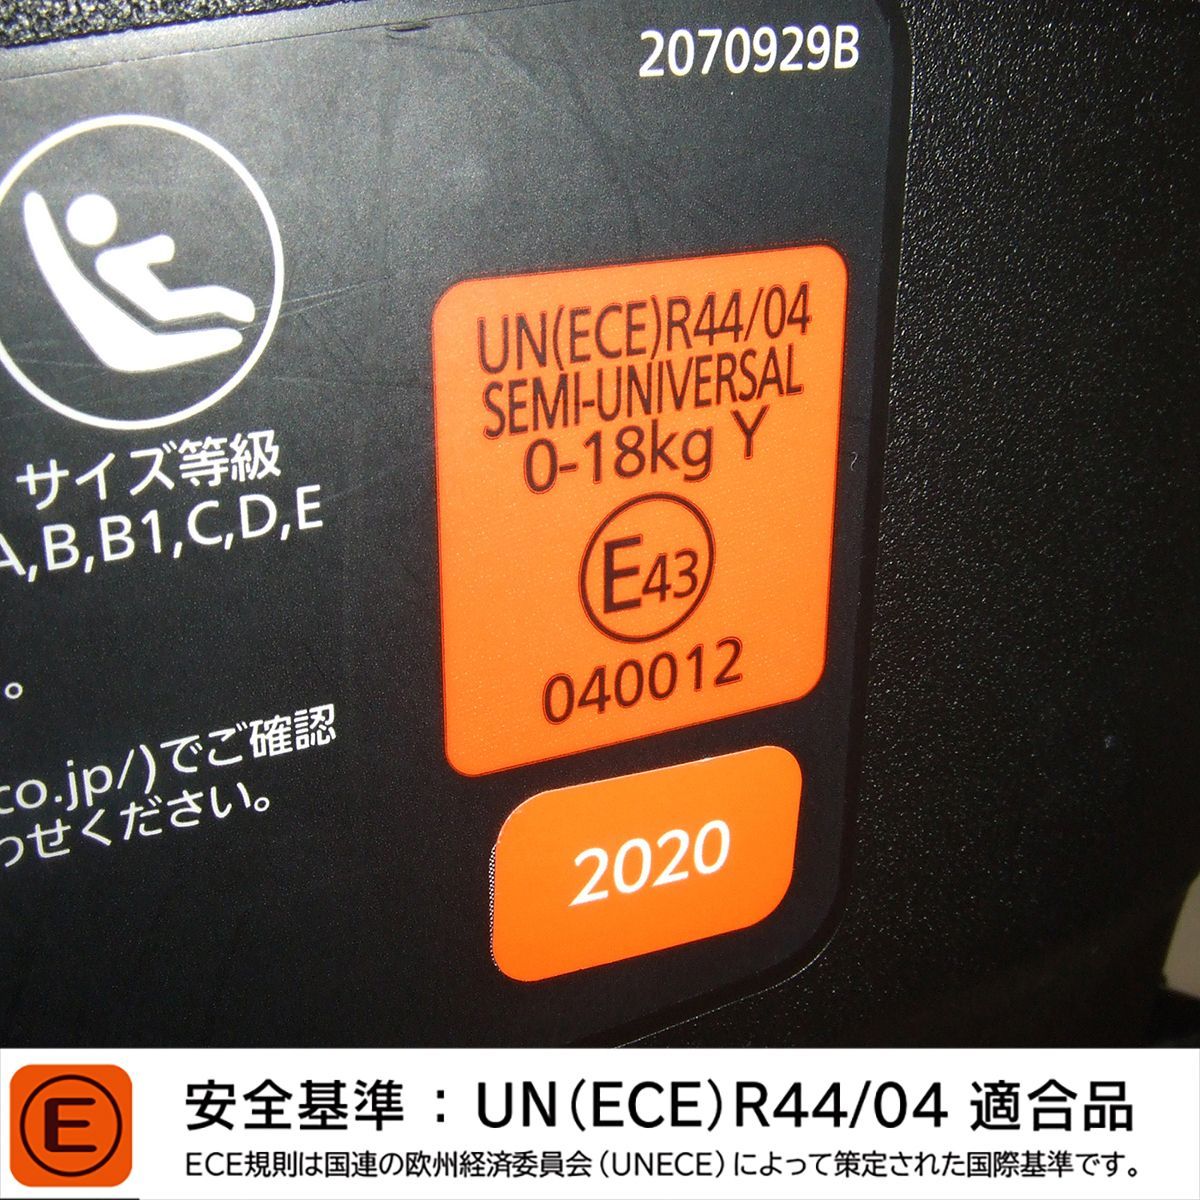 2070929B
サイズ等級
A,B,B1,C,D,E
。
co.jp/)でご確認
わせください。
UN(ECE)R44/04
SEMI-UNIVERSAL
0-18kg Y
E43
040012
2020
E
安全基準：UN(ECE)R44/04 適合品
ECE規則は国連の欧州経済委員会(UNECE)によって策定された国際基準です。